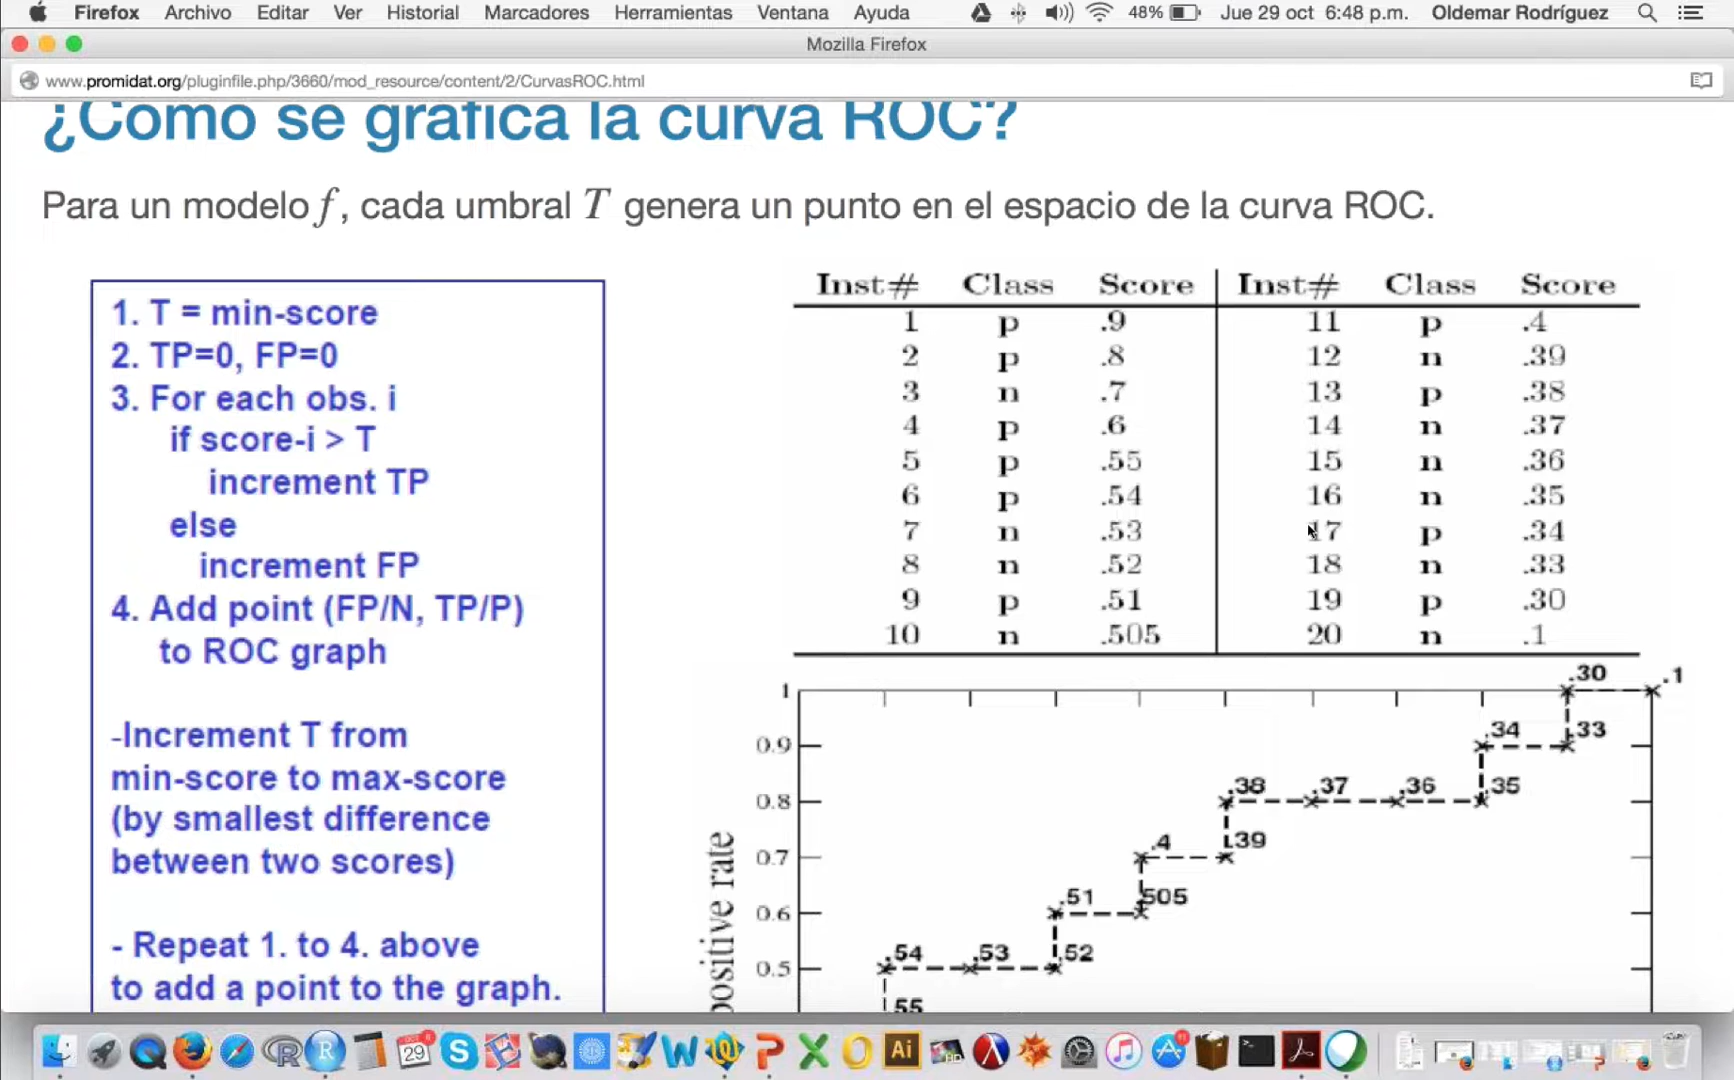 Firefox Archivo Editar Ver Historial Marcadores Herramientas Ventana Ayuda 48% Jue 29 oct 6:48 p.m. Oldemar Rodríguez
Mozilla Firefox
www.promidat.org/pluginfile.php/3660/mod_resource/content/2/CurvasROC.html
¿Cómo se grafica la curva ROC?
Para un modelo f, cada umbral T genera un punto en el espacio de la curva ROC.
1. T = min-score
2. TP=0, FP=0
3. For each obs. i
if score-i > T
increment TP
else
increment FP
4. Add point (FP/N, TP/P)
to ROC graph
-Increment T from
min-score to max-score
(by smallest difference
between two scores)
- Repeat 1. to 4. above
to add a point to the graph.
Inst# Class Score Inst# Class Score
1 p .9 11 p .4
2 p .8 12 n .39
3 n .7 13 p .38
4 p .6 14 n .37
5 p .55 15 n .36
6 p .54 16 n .35
7 n .53 17 p .34
8 n .52 18 n .33
9 p .51 19 p .30
10 n .505 20 n .1
.30 .1
1
.34 .33
0.9
.38 .37 .36 .35
0.8
.4 .39
0.7
.51 .505
0.6
.54 .53 .52
0.5
.55
positive rate
29
Ai